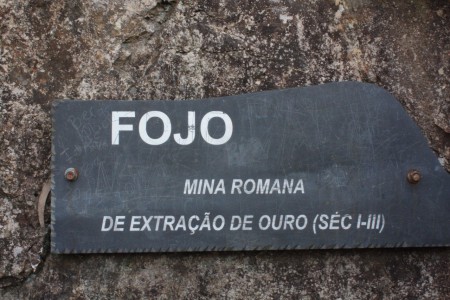 FOJO
MINA ROMANA
DE EXTRAÇÃO DE OURO (SÉC I-III)